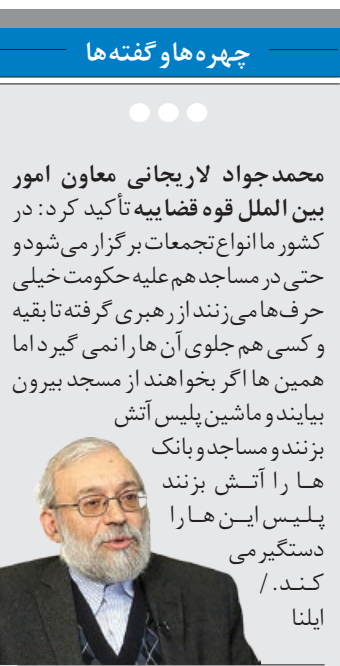 چهره‌ها و گفته‌ها
محمدجواد لاریجانی معاون امور
بین الملل قوه قضاییه تأکید کرد: در
کشور ما انواع تجمعات برگزار می‌شود و
حتی در مساجد هم علیه حکومت خیلی
حرف‌ها می‌زنند از رهبری گرفته تا بقیه
و کسی هم جلوی آن ها را نمی گیرد اما
همین ها اگر بخواهند از مسجد بیرون
بیایند و ماشین پلیس آتش
بزنند و مساجد و بانک
ها را آتش بزنند
پلیس این ها را
دستگیر می
کند. /
ایلنا